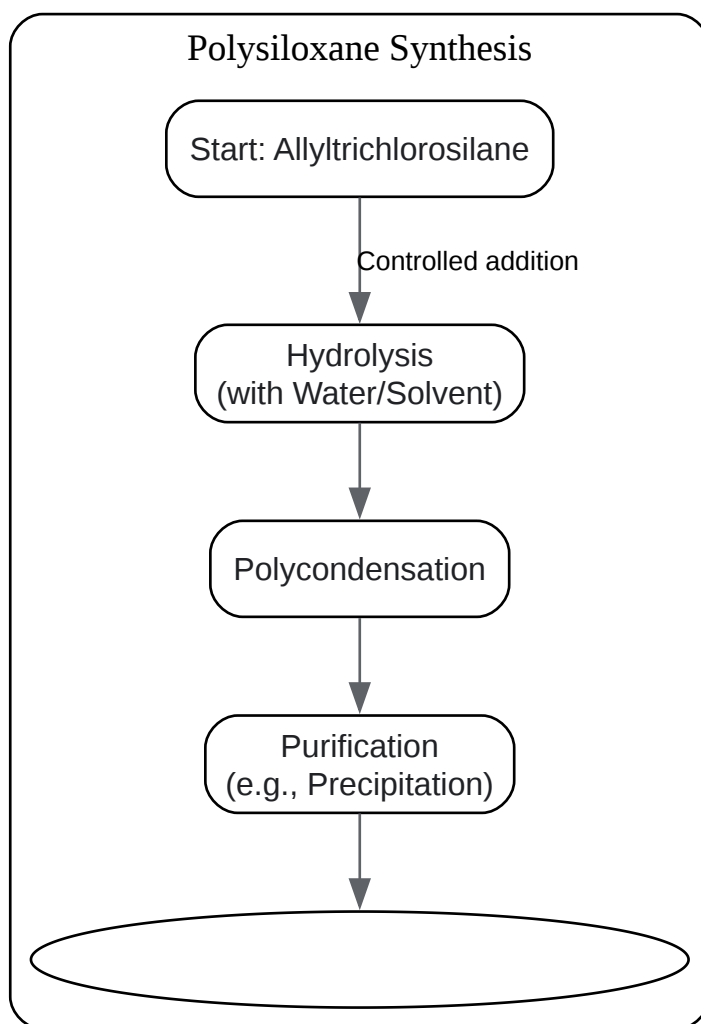 Polysiloxane Synthesis
Start: Allyltrichlorosilane
Controlled addition
Hydrolysis
(with Water/Solvent)
Polycondensation
Purification
(e.g., Precipitation)